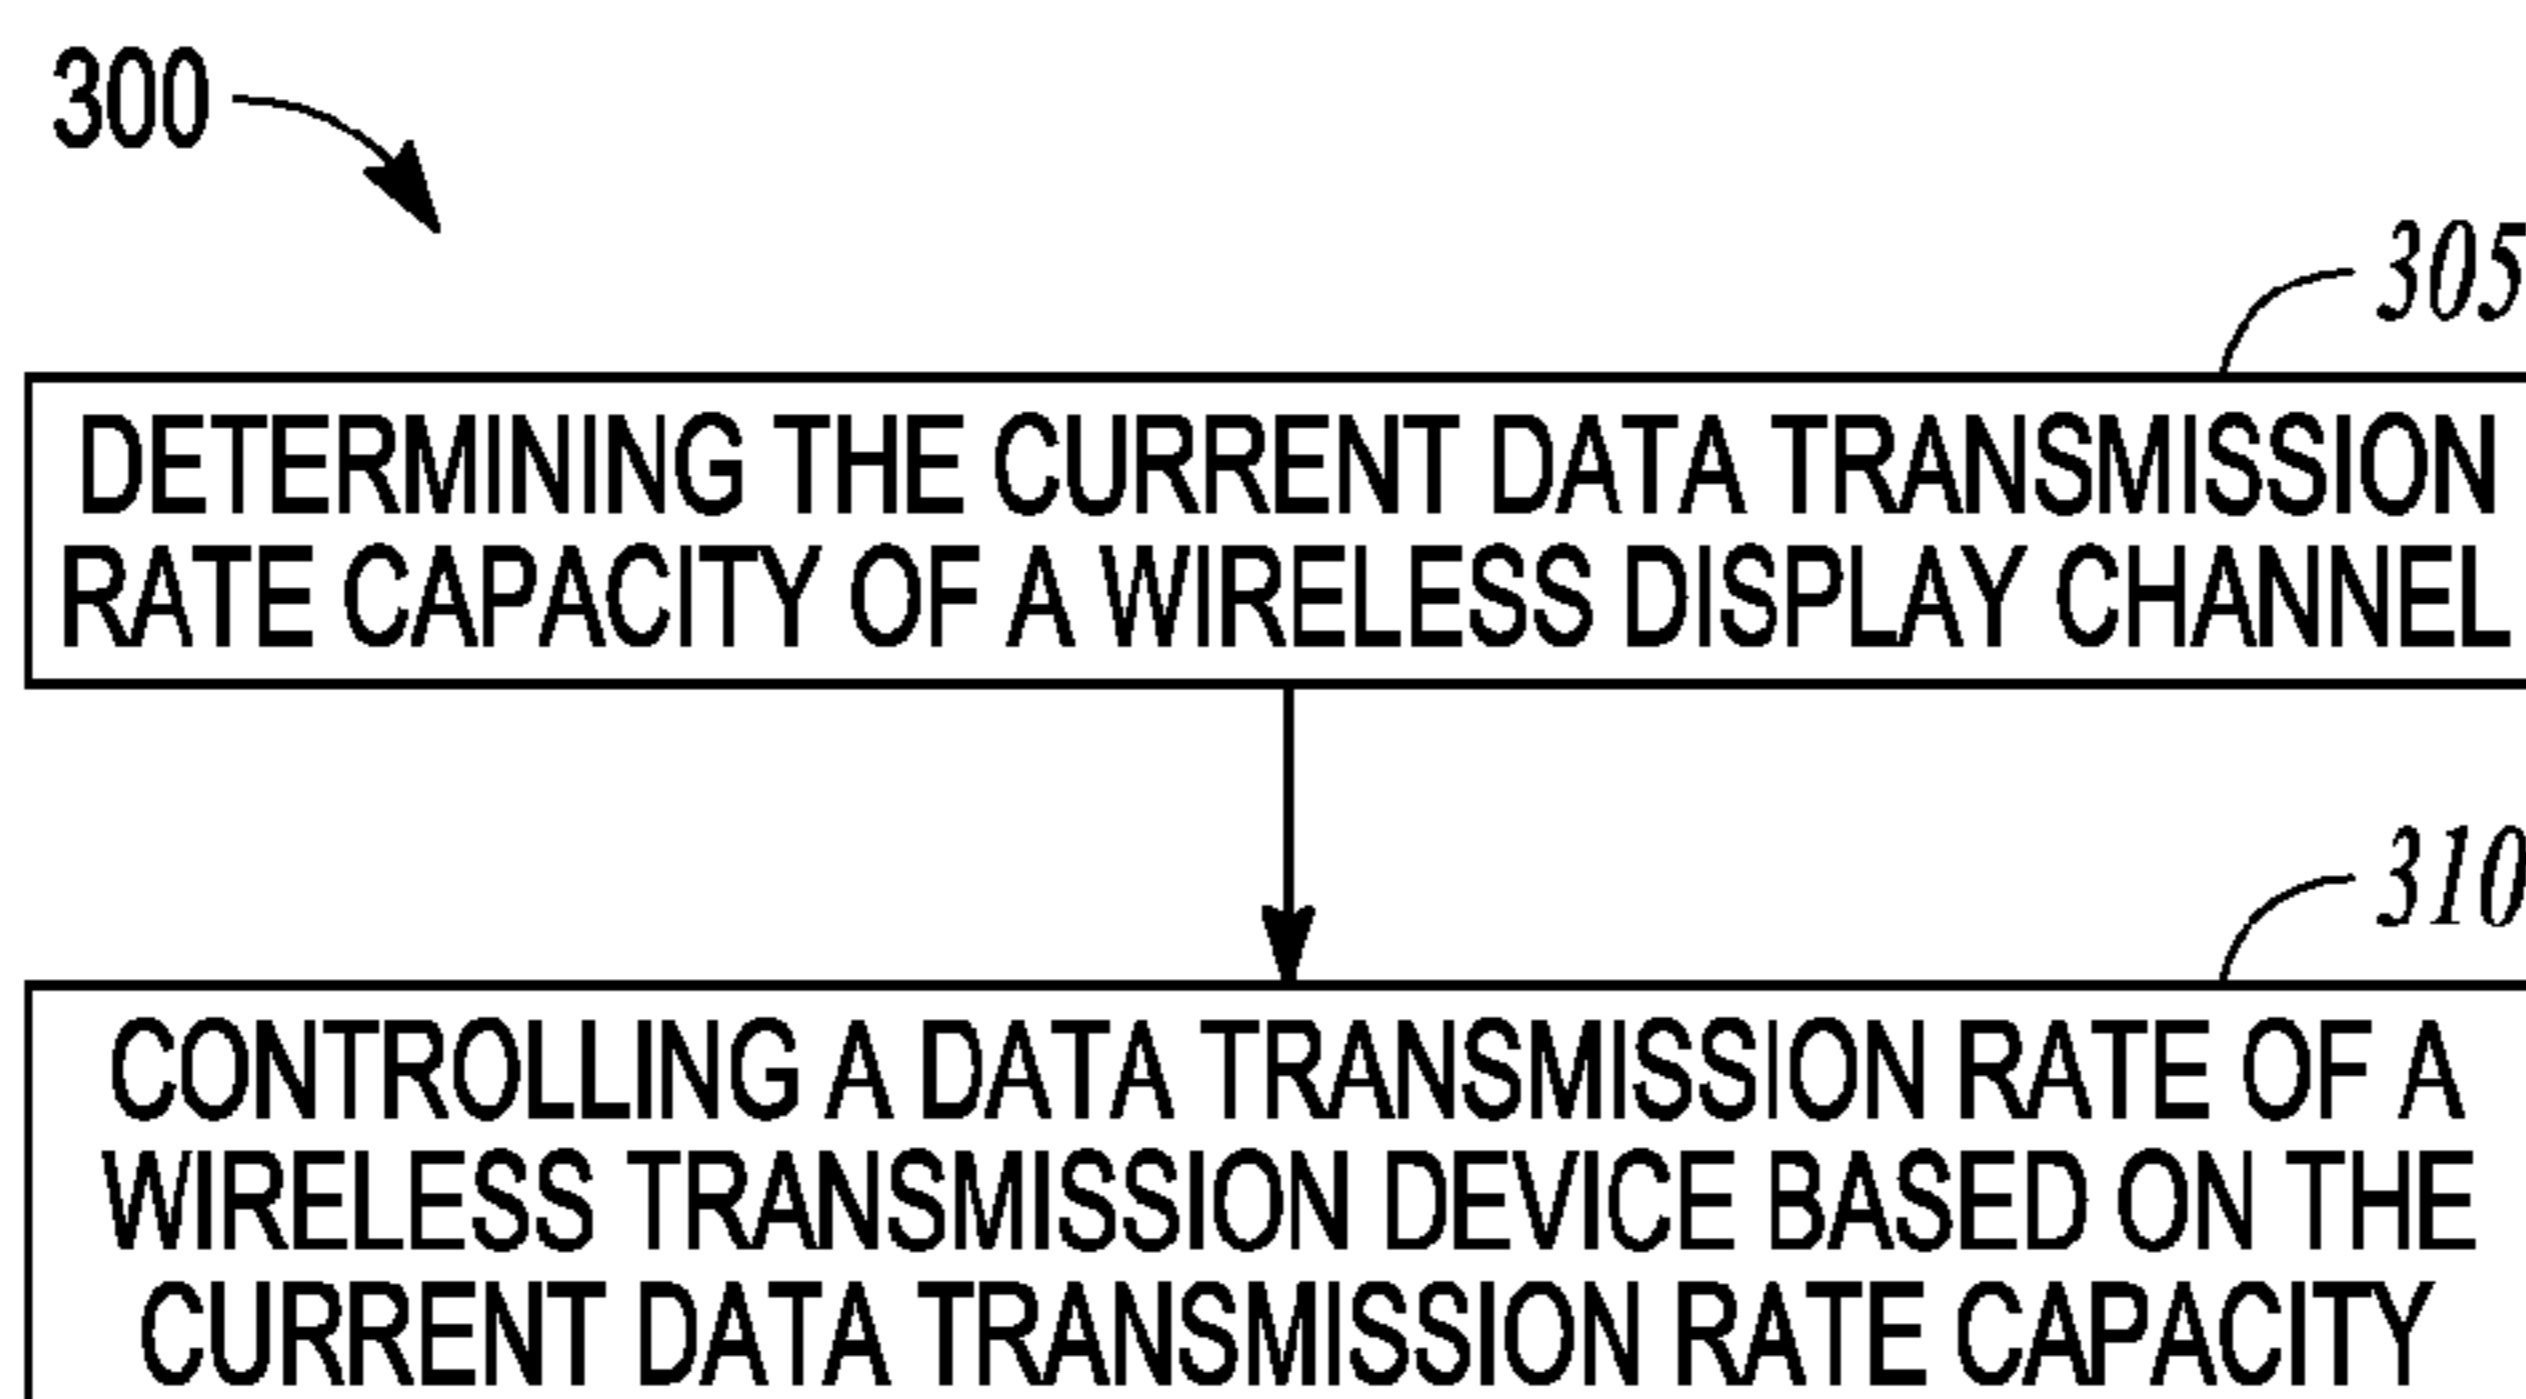 300
305
DETERMINING THE CURRENT DATA TRANSMISSION
RATE CAPACITY OF A WIRELESS DISPLAY CHANNEL
310
CONTROLLING A DATA TRANSMISSION RATE OF A
WIRELESS TRANSMISSION DEVICE BASED ON THE
CURRENT DATA TRANSMISSION RATE CAPACITY